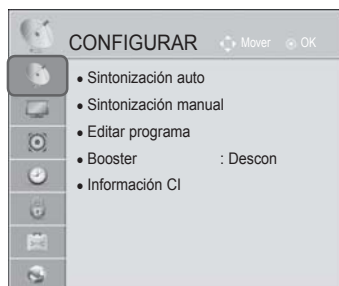 CONFIGURAR Mover OK
• Sintonización auto
• Sintonización manual
• Editar programa
• Booster : Descon
• Información CI